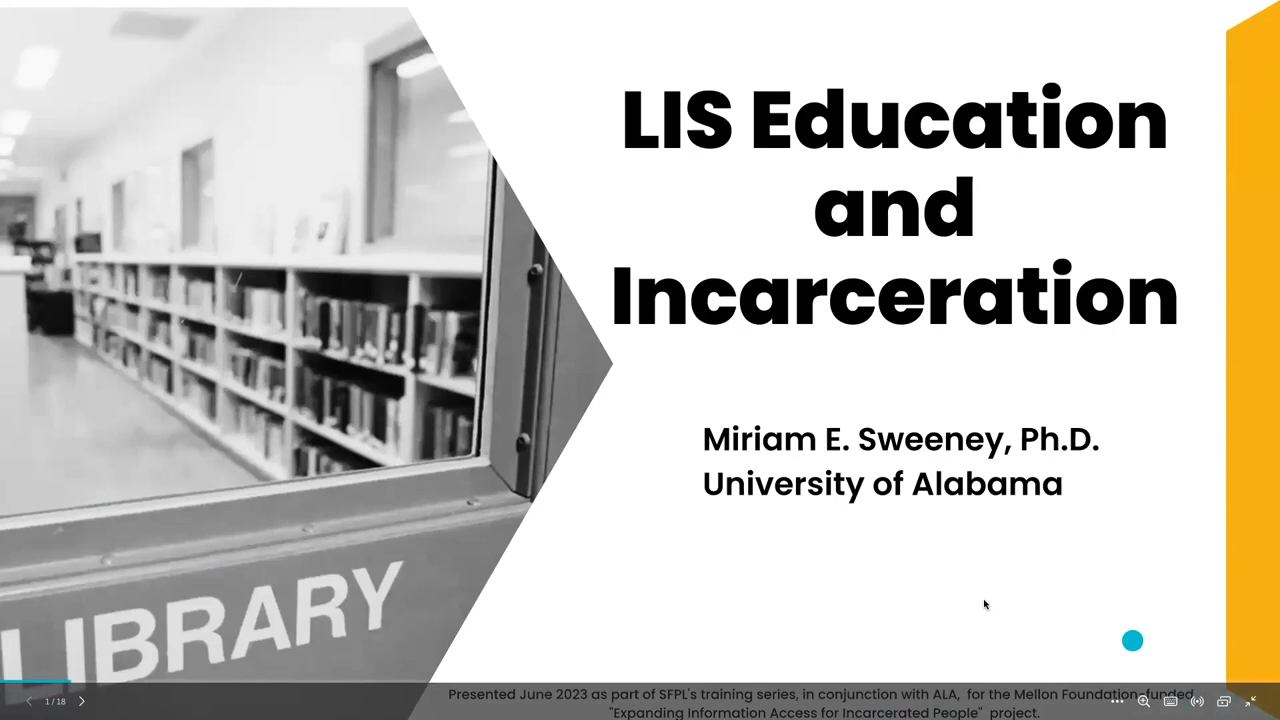 LIS Education
and
Incarceration
Miriam E. Sweeney, Ph.D.
University of Alabama
LIBRARY
1 / 18
Presented June 2023 as part of SFPL's training series, in conjunction with ALA, for the Mellon Foundation-funded
"Expanding Information Access for Incarcerated People" project.